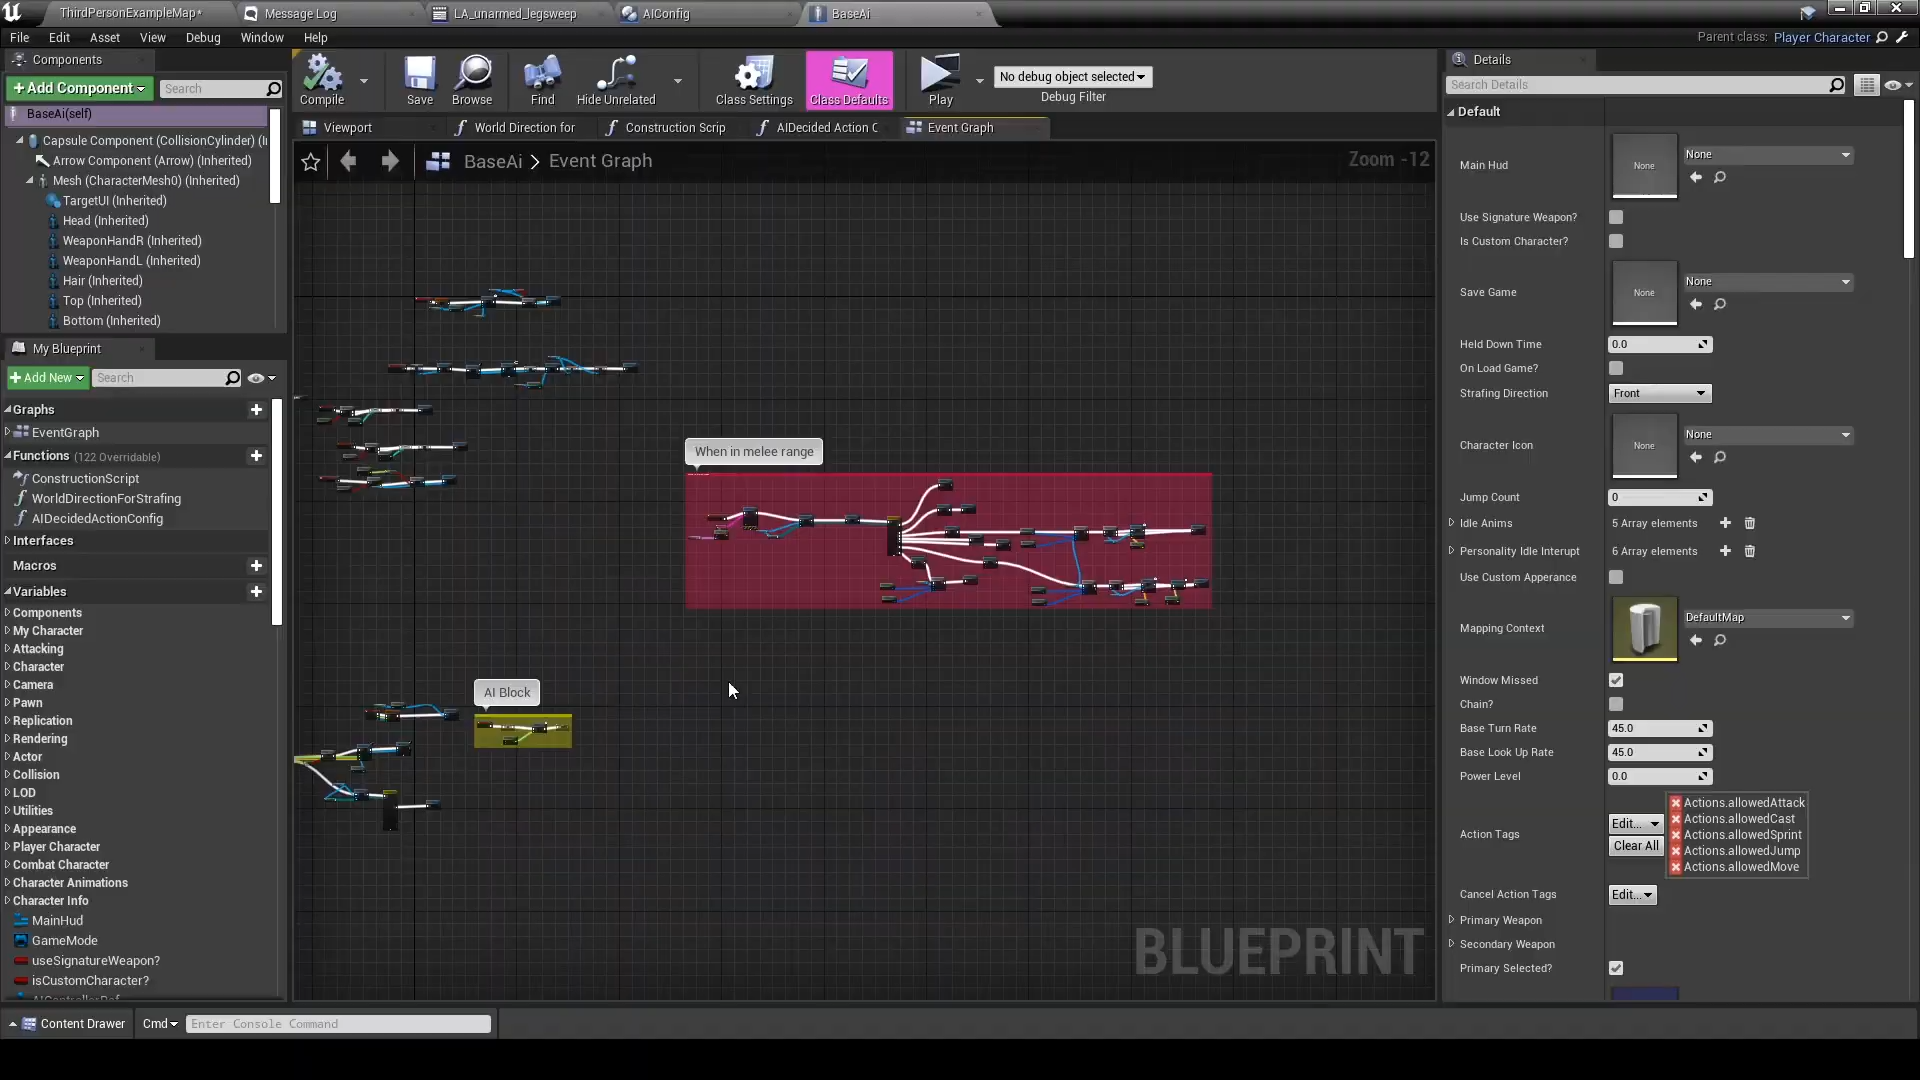 ThirdPersonExampleMap*
Message Log
LA_unarmed_legsweep
AIConfig
BaseAi
File Edit Asset View Debug Window Help
Parent class: Player Character
Components
+ Add Component
Search
BaseAi(self)
Capsule Component (CollisionCylinder) (I
Arrow Component (Arrow) (Inherited)
Mesh (CharacterMesh0) (Inherited)
TargetUI (Inherited)
Head (Inherited)
WeaponHandR (Inherited)
WeaponHandL (Inherited)
Hair (Inherited)
Top (Inherited)
Bottom (Inherited)
My Blueprint
+ Add New
Search
Graphs
EventGraph
Functions (122 Overridable)
ConstructionScript
WorldDirectionForStrafing
AIDecidedActionConfig
Interfaces
Macros
Variables
Components
My Character
Attacking
Character
Camera
Pawn
Replication
Rendering
Actor
Collision
LOD
Utilities
Appearance
Player Character
Combat Character
Character Animations
Character Info
MainHud
GameMode
useSignatureWeapon?
isCustomCharacter?
Compile
Save
Browse
Find
Hide Unrelated
Class Settings
Class Defaults
Play
No debug object selected
Debug Filter
Viewport
World Direction for
Construction Scrip
AIDecided Action C
Event Graph
BaseAi > Event Graph
Zoom -12
When in melee range
AI Block
BLUEPRINT
Details
Search Details
Default
Main Hud None None
Use Signature Weapon?
Is Custom Character?
Save Game None None
Held Down Time 0.0
On Load Game?
Strafing Direction Front
Character Icon None None
Jump Count 0
Idle Anims 5 Array elements
Personality Idle Interupt 6 Array elements
Use Custom Apperance
Mapping Context DefaultMap
Window Missed
Chain?
Base Turn Rate 45.0
Base Look Up Rate 45.0
Power Level 0.0
Action Tags Edit... Clear All
Actions.allowedAttack
Actions.allowedCast
Actions.allowedSprint
Actions.allowedJump
Actions.allowedMove
Cancel Action Tags Edit...
Primary Weapon
Secondary Weapon
Primary Selected?
Content Drawer
Cmd
Enter Console Command